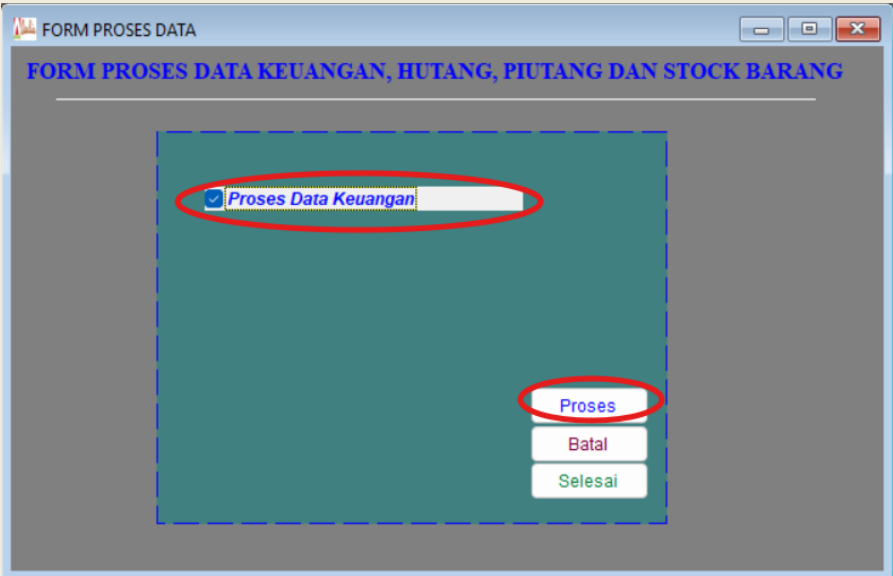 FORM PROSES DATA
FORM PROSES DATA KEUANGAN, HUTANG, PIUTANG DAN STOCK BARANG
Proses Data Keuangan
Proses
Batal
Selesai